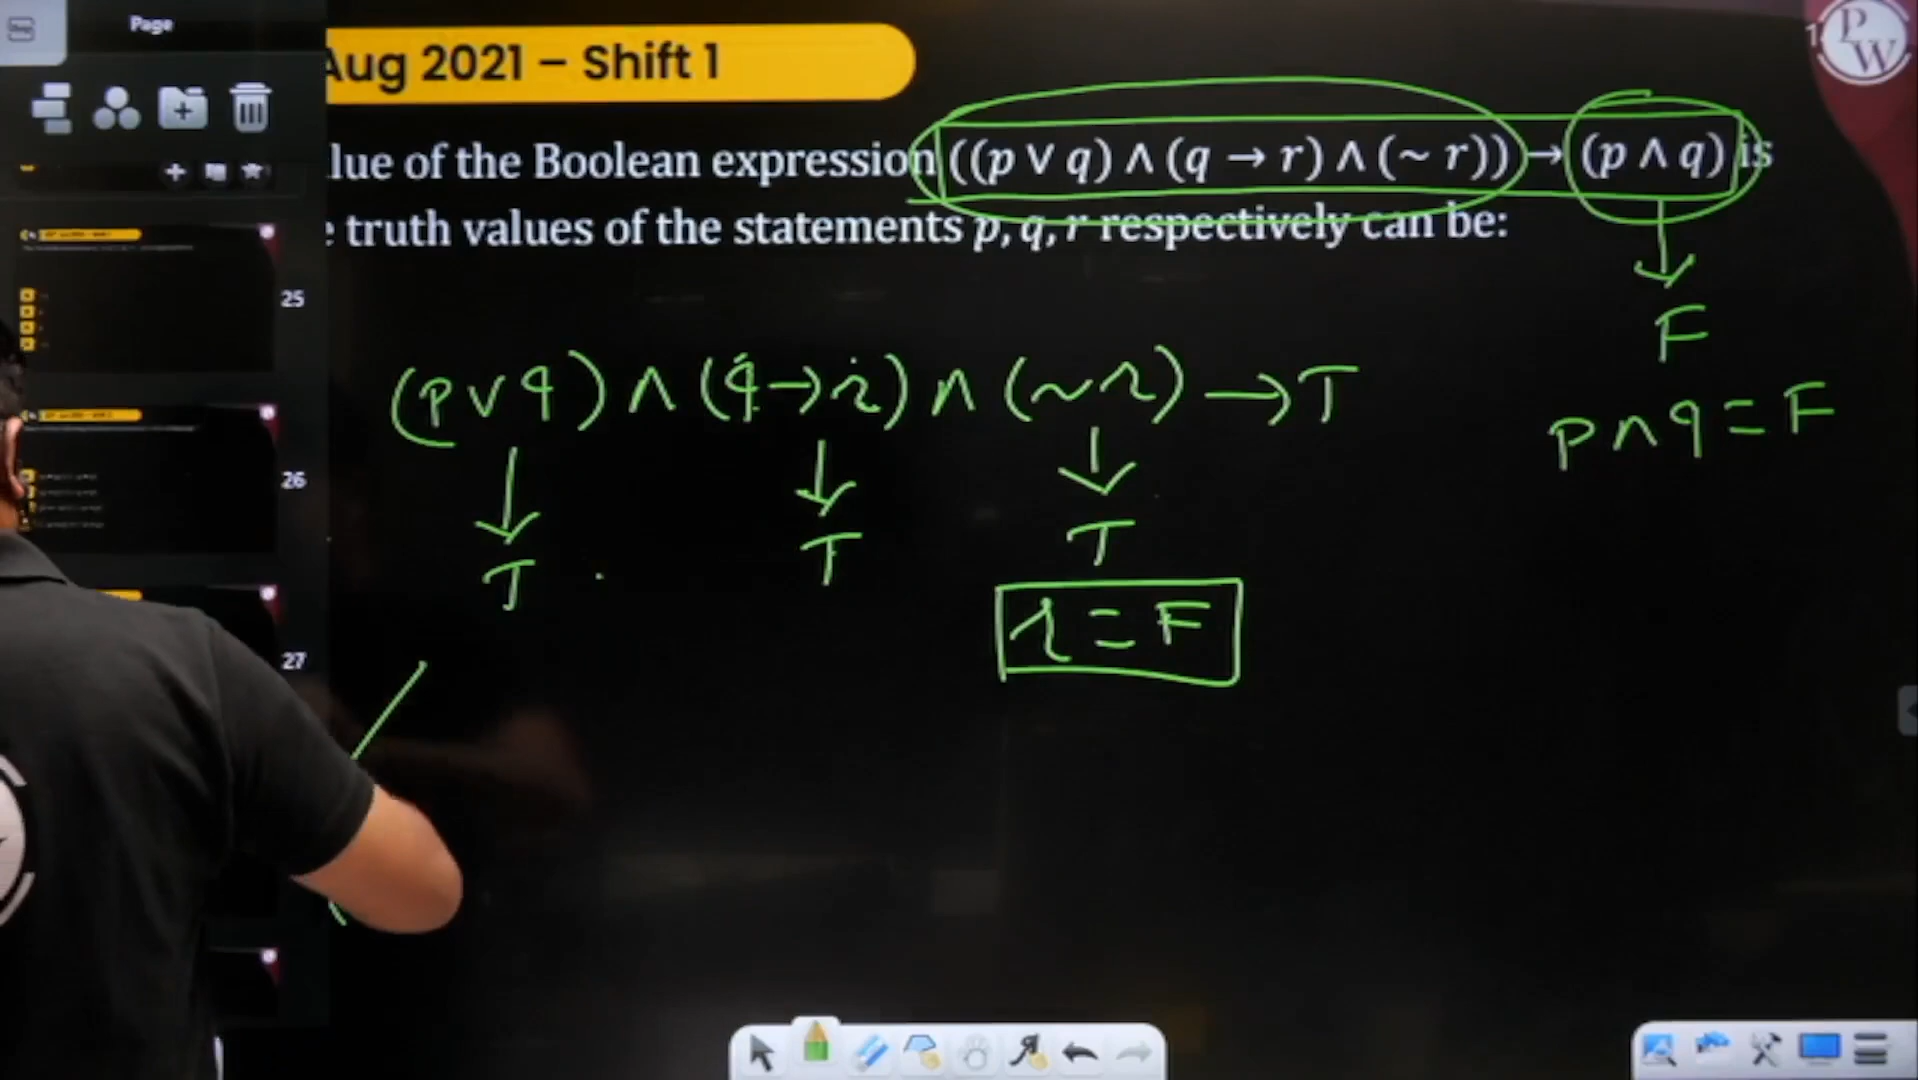 Page
Aug 2021 – Shift 1
lue of the Boolean expression ((p ∨ q) ∧ (q → r) ∧ (~ r)) → (p ∧ q) is
e truth values of the statements p, q, r respectively can be:
PW
25
26
27
F
(p ∨ q) ∧ (q → r) ∧ (~ r) → T
p ∧ q = F
T
T
T
r = F